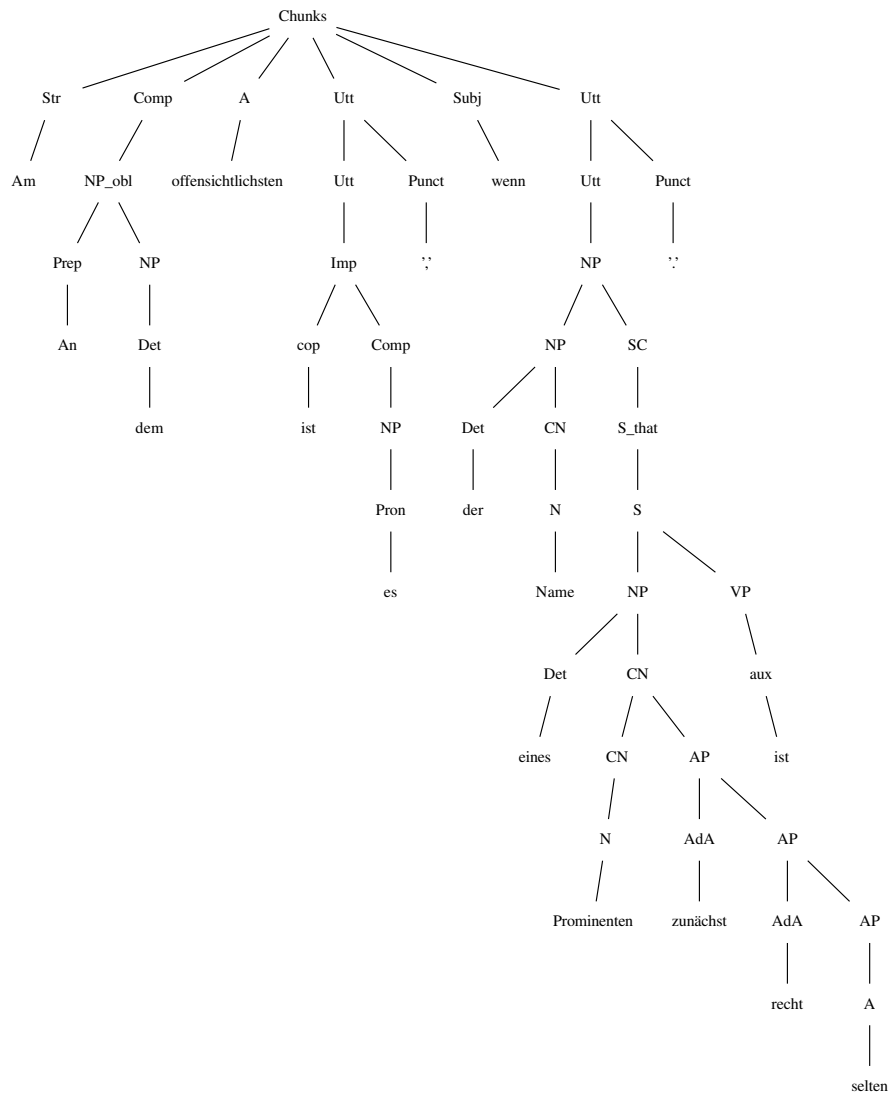 Chunks
Str Comp A Utt Subj Utt
Am NP_obl offensichtlichsten Utt Punct wenn Utt Punct
Prep NP Imp ',' NP '.'
An Det cop Comp NP SC
dem ist NP Det CN S_that
Pron der N S
es Name NP VP
Det CN aux
eines CN AP ist
N AdA AP
Prominenten zunächst AdA AP
recht A
selten